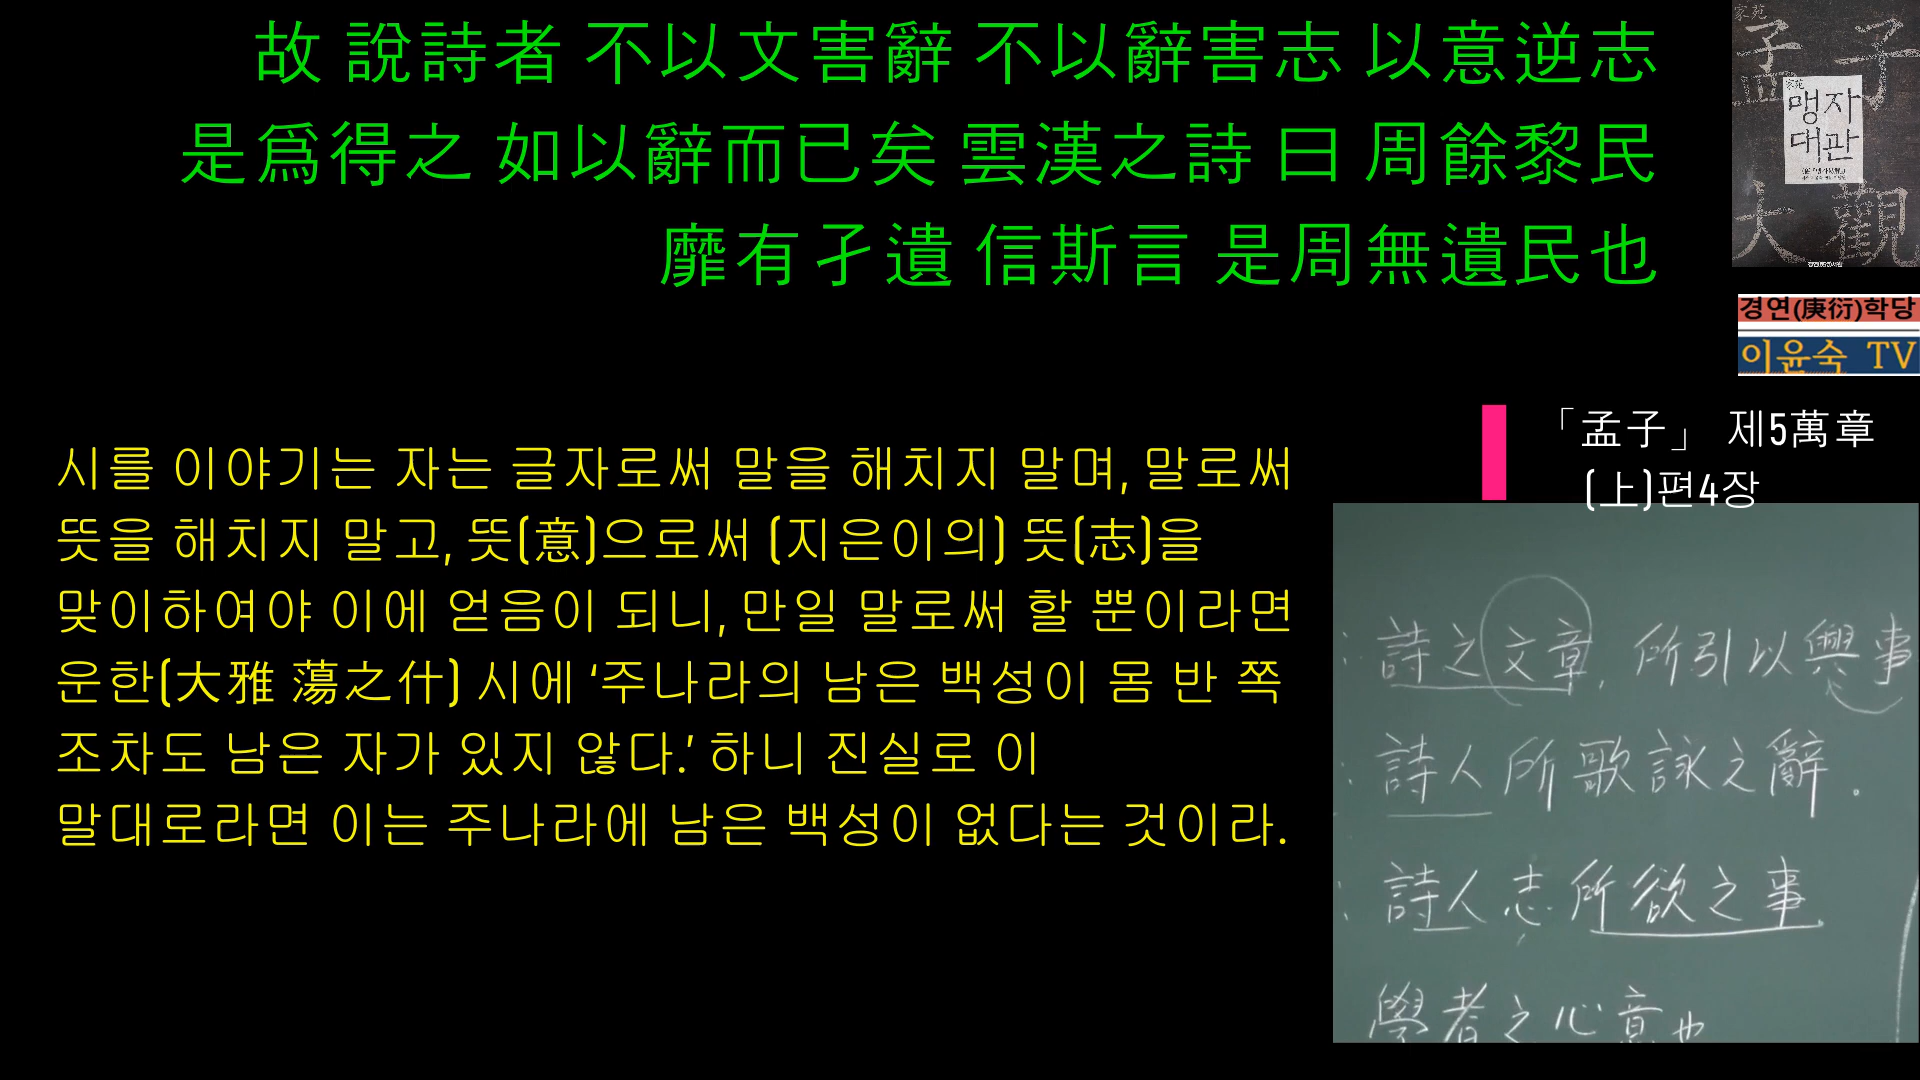 故 說詩者 不以文害辭 不以辭害志 以意逆志
是爲得之 如以辭而已矣 雲漢之詩 曰 周餘黎民
靡有孑遺 信斯言 是周無遺民也
家苑
孟子
맹자
대관
大觀
경연(庚衍)학당
이윤숙 TV
「孟子」 제5萬章
(上)편4장
시를 이야기는 자는 글자로써 말을 해치지 말며, 말로써
뜻을 해치지 말고, 뜻(意)으로써 (지은이의) 뜻(志)을
맞이하여야 이에 얻음이 되니, 만일 말로써 할 뿐이라면
운한(大雅 蕩之什) 시에 ‘주나라의 남은 백성이 몸 반 쪽
조차도 남은 자가 있지 않다.’ 하니 진실로 이
말대로라면 이는 주나라에 남은 백성이 없다는 것이라.
: 詩之文章, 所引以興事
: 詩人所歌詠之辭.
: 詩人志所欲之事.
學者之心意也